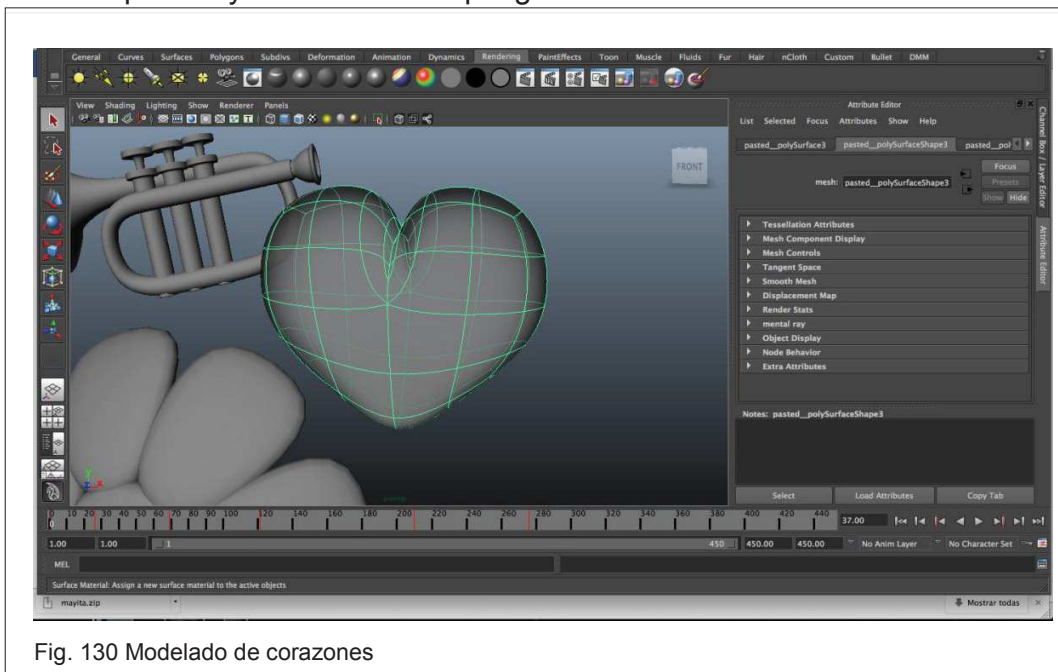 General Curves Surfaces Polygons Subdivs Deformation Animation Dynamics Rendering PaintEffects Toon Muscle Fluids Fur Hair nCloth Custom Bullet DMM
View Shading Lighting Show Renderer Panels
FRONT
Attribute Editor
List Selected Focus Attributes Show Help
pasted__polySurface3 pasted__polySurfaceShape3 pasted__pol
mesh: pasted__polySurfaceShape3
Focus
Presets
Show Hide
Tessellation Attributes
Mesh Component Display
Mesh Controls
Tangent Space
Smooth Mesh
Displacement Map
Render Stats
mental ray
Object Display
Node Behavior
Extra Attributes
Notes: pasted__polySurfaceShape3
Select Load Attributes Copy Tab
Channel Box / Layer Editor
Attribute Editor
y
x
0 10 20 30 40 50 60 70 80 90 100 120 140 160 180 200 220 240 260 280 300 320 340 360 380 400 420 440
0
37.00
1.00 1.00 1 450 450.00 450.00 No Anim Layer No Character Set
MEL
Surface Material: Assign a new surface material to the active objects
mayita.zip Mostrar todas
Fig. 130 Modelado de corazones